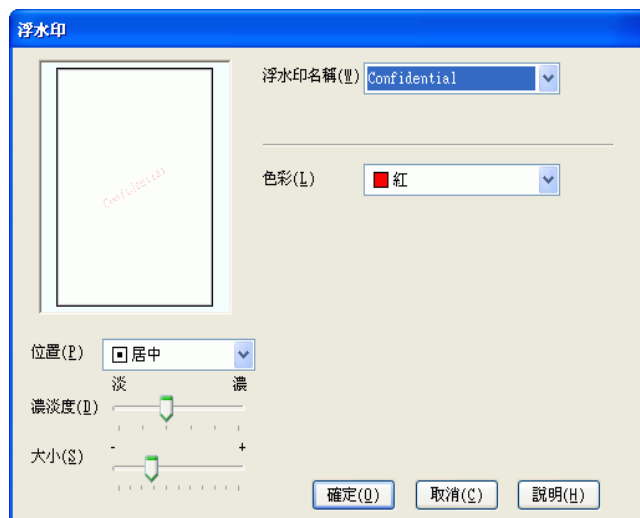 浮水印
浮水印名稱(W) Confidential
Confidential
色彩(L) 紅
位置(P) 居中
淡 濃
濃淡度(D)
- +
大小(S)
確定(O) 取消(C) 說明(H)